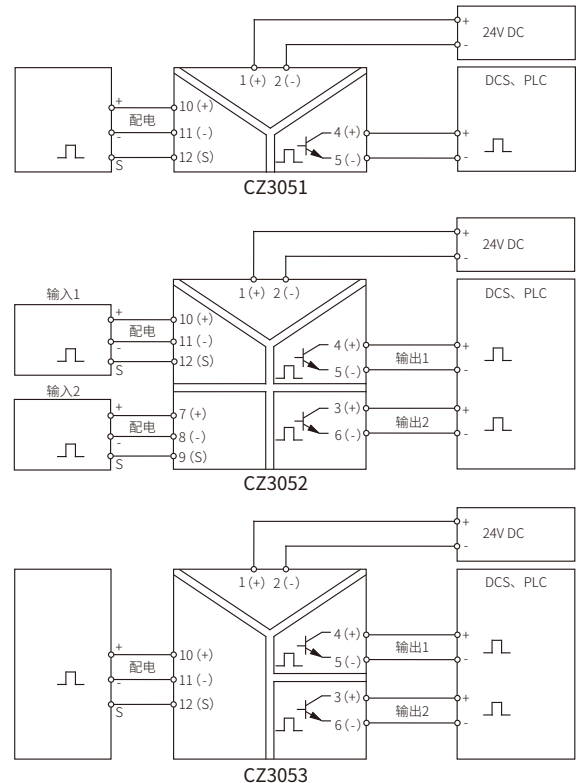 +
24V DC
-
1(+) 2(-)
DCS、PLC
+
10(+)
配电
11(-)
-
12(S)
S
4(+)
+
5(-)
-
CZ3051
+
24V DC
-
1(+) 2(-)
DCS、PLC
输入1
+
10(+)
配电
11(-)
-
12(S)
S
4(+)
+
输出1
5(-)
-
输入2
+
7(+)
配电
8(-)
-
9(S)
S
3(+)
+
输出2
6(-)
-
CZ3052
+
24V DC
-
1(+) 2(-)
DCS、PLC
+
10(+)
配电
11(-)
-
12(S)
S
4(+)
+
输出1
5(-)
-
3(+)
+
输出2
6(-)
-
CZ3053